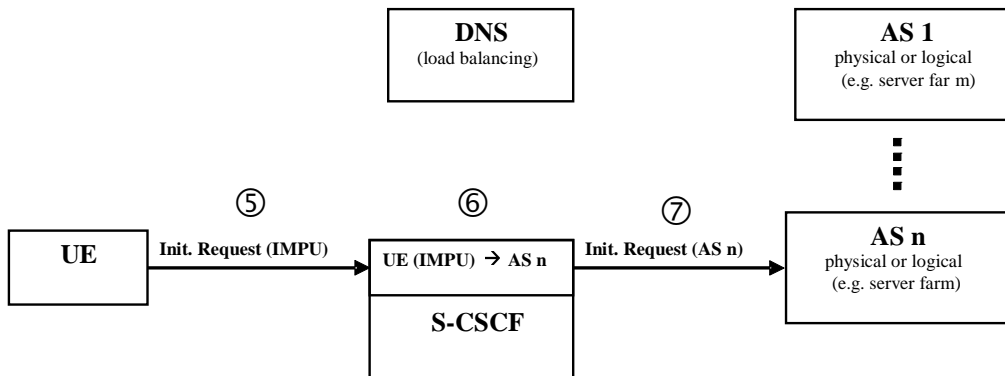 DNS
(load balancing)
AS 1
physical or logical
(e.g. server far m)
⑤
⑥
⑦
UE
Init. Request (IMPU)
UE (IMPU) → AS n
Init. Request (AS n)
AS n
physical or logical
(e.g. server farm)
S-CSCF